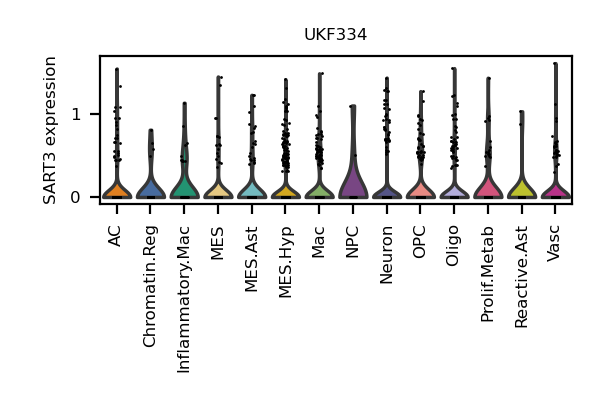 UKF334
SART3 expression
1
0
AC
Chromatin.Reg
Inflammatory.Mac
MES
MES.Ast
MES.Hyp
Mac
NPC
Neuron
OPC
Oligo
Prolif.Metab
Reactive.Ast
Vasc